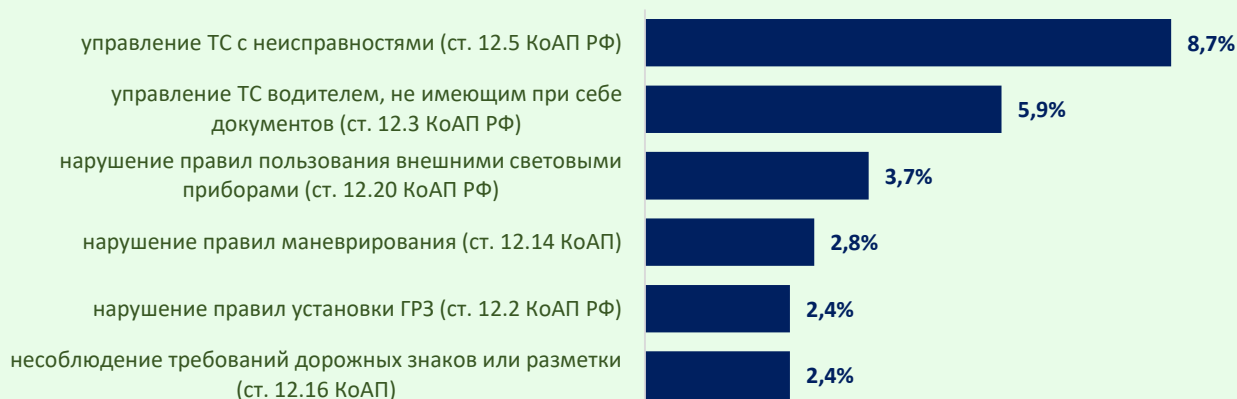 управление ТС с неисправностями (ст. 12.5 КоАП РФ)
8,7%
управление ТС водителем, не имеющим при себе
документов (ст. 12.3 КоАП РФ)
5,9%
нарушение правил пользования внешними световыми
приборами (ст. 12.20 КоАП РФ)
3,7%
нарушение правил маневрирования (ст. 12.14 КоАП)
2,8%
нарушение правил установки ГРЗ (ст. 12.2 КоАП РФ)
2,4%
несоблюдение требований дорожных знаков или разметки
(ст. 12.16 КоАП)
2,4%